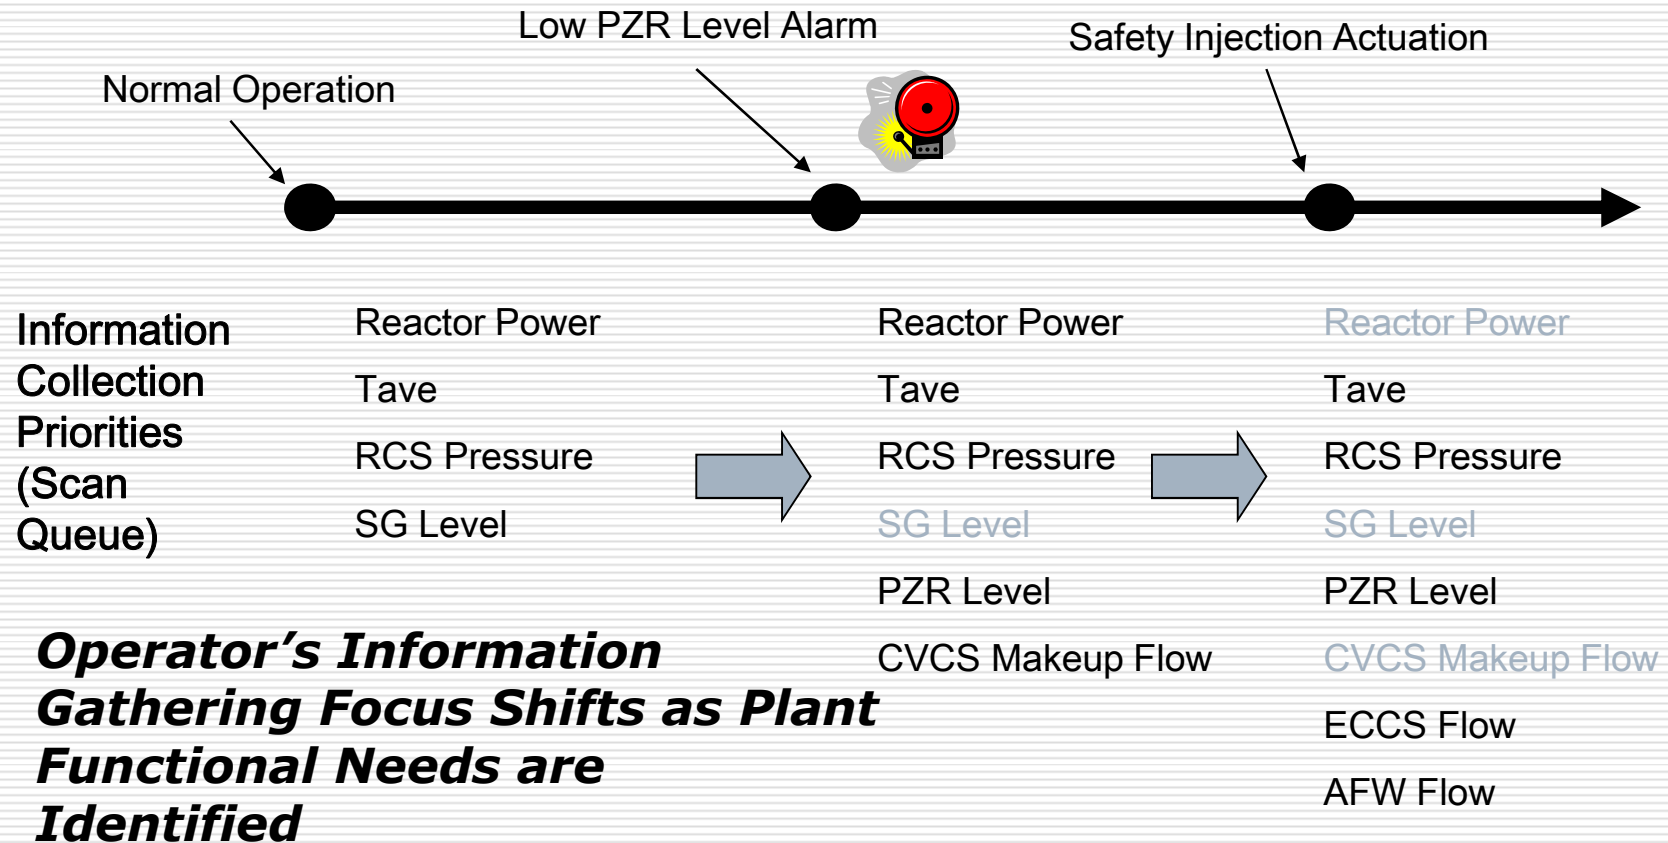 Low PZR Level Alarm
Safety Injection Actuation
Normal Operation
Information
Collection
Priorities
(Scan
Queue)
Reactor Power
Tave
RCS Pressure
SG Level
Reactor Power
Tave
RCS Pressure
SG Level
PZR Level
CVCS Makeup Flow
Reactor Power
Tave
RCS Pressure
SG Level
PZR Level
CVCS Makeup Flow
ECCS Flow
AFW Flow
Operator’s Information
Gathering Focus Shifts as Plant
Functional Needs are
Identified